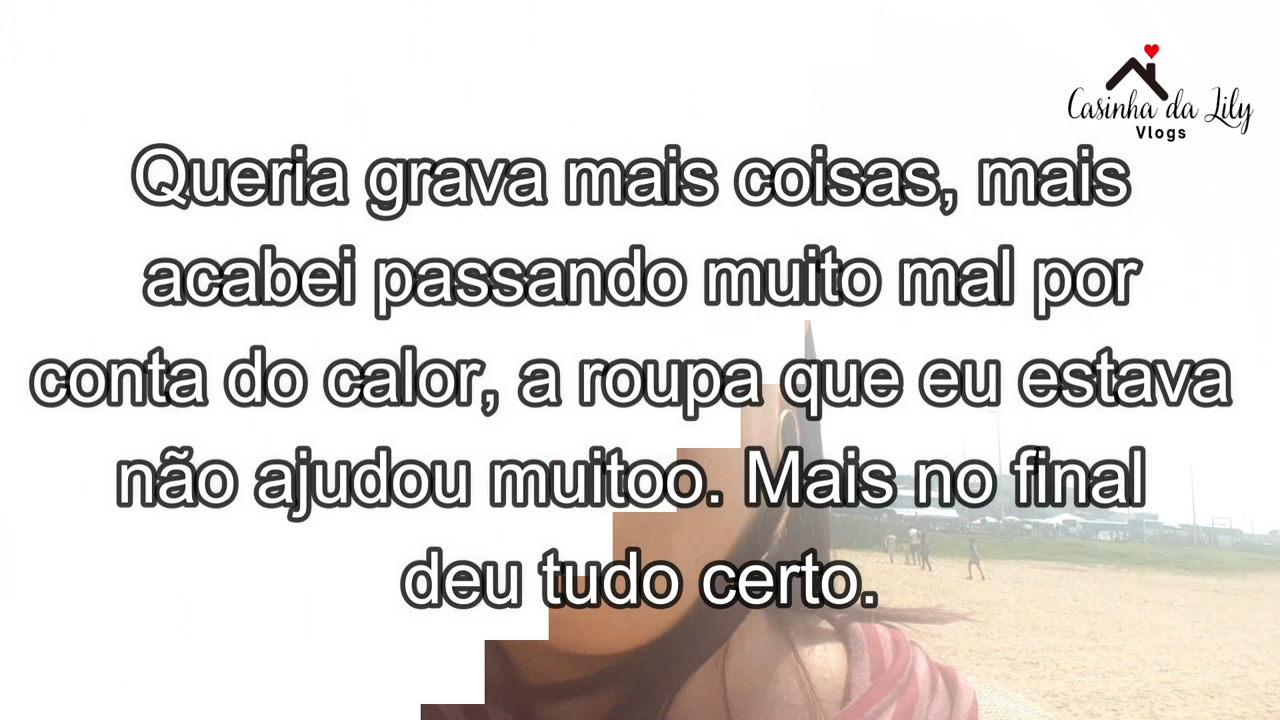 Casinha da Lily
Vlogs
Queria grava mais coisas, mais
acabei passando muito mal por
conta do calor, a roupa que eu estava
não ajudou muitoo. Mais no final
deu tudo certo.